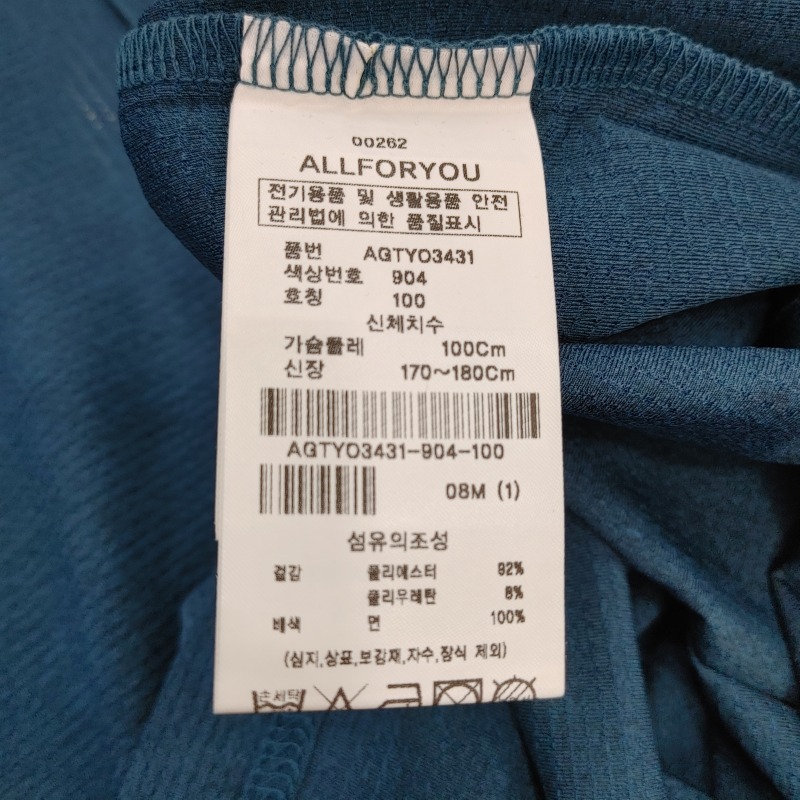 00262
ALLFORYOU
전기용품 및 생활용품 안전
관리법에 의한 품질표시
품번 AGTYO3431
색상번호 904
호칭 100
신체치수
가슴둘레 100Cm
신장 170~180Cm
AGTYO3431-904-100
08M (1)
섬유의조성
겉감 폴리에스터 92%
폴리우레탄 8%
배색 면 100%
(심지,상표,보강재,자수,장식 제외)
손세탁